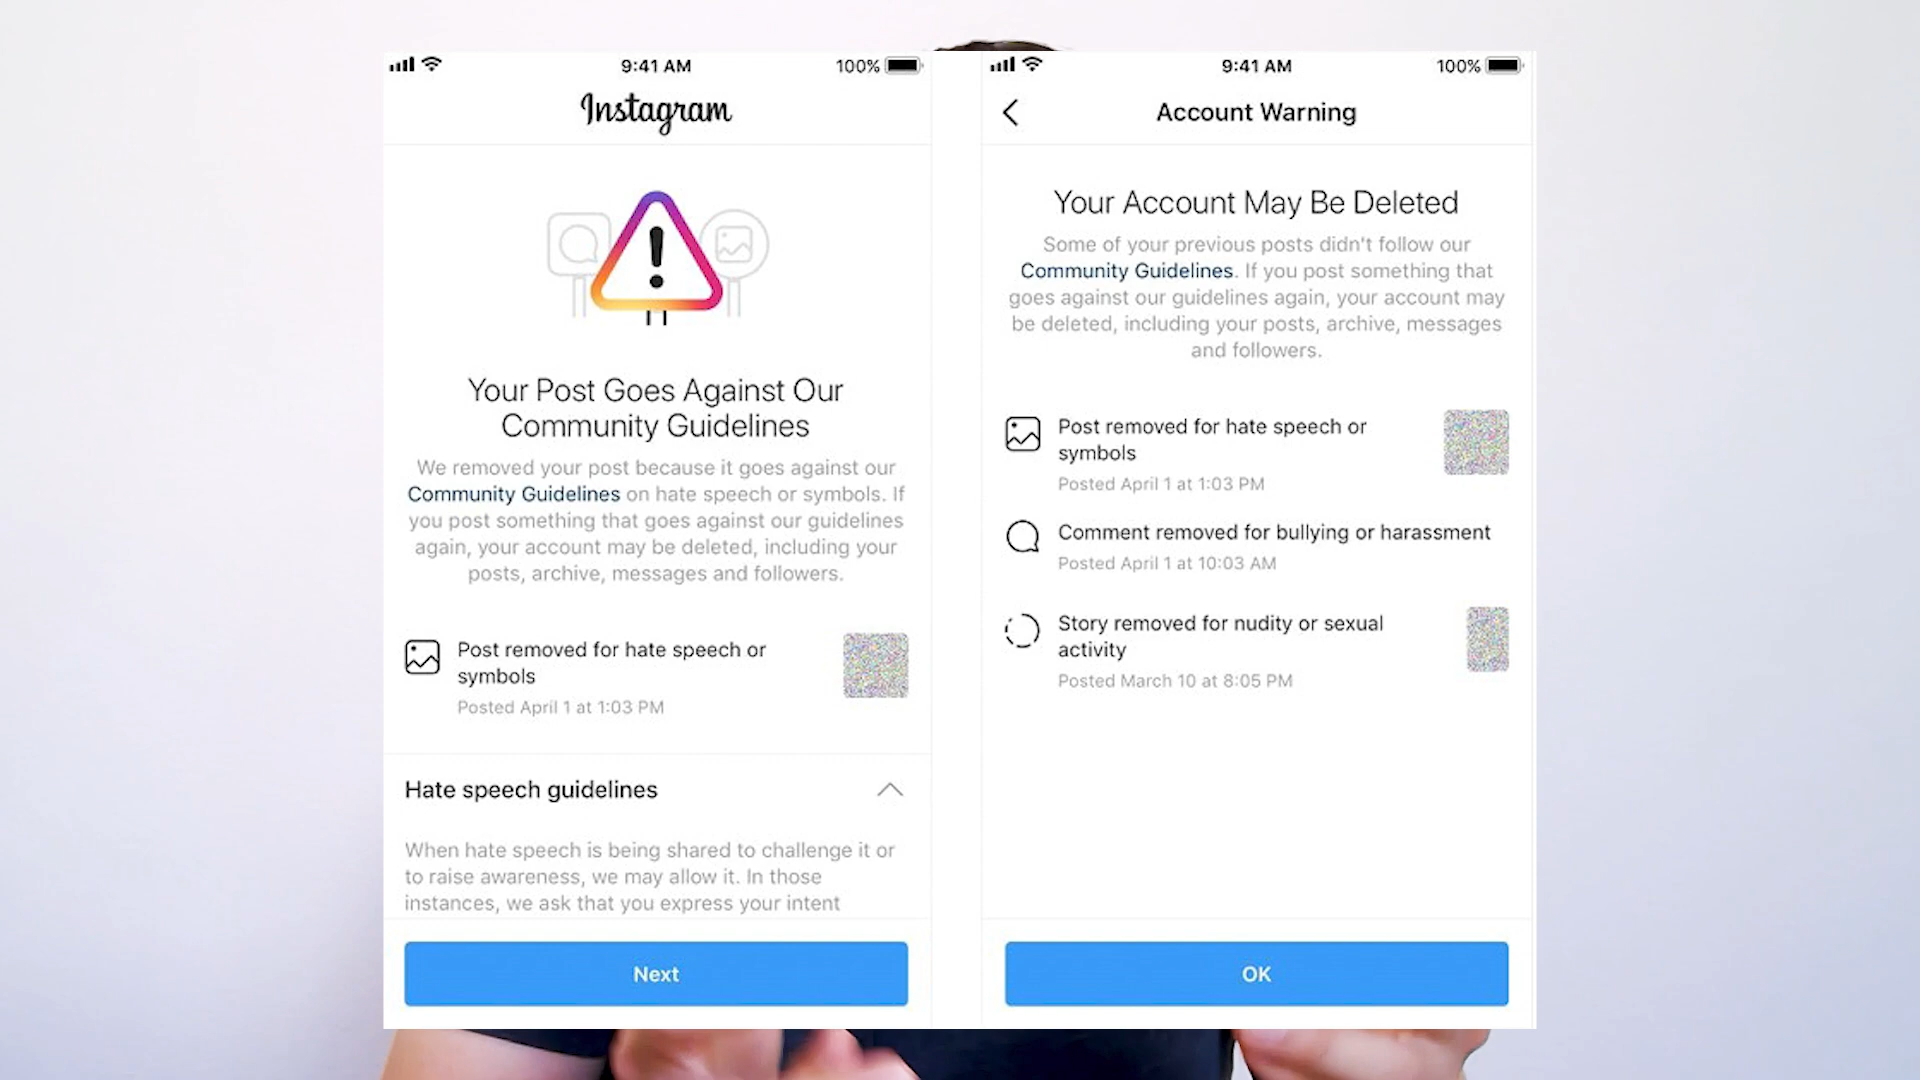 9:41 AM
100%
Instagram
Your Post Goes Against Our
Community Guidelines
We removed your post because it goes against our
Community Guidelines on hate speech or symbols. If
you post something that goes against our guidelines
again, your account may be deleted, including your
posts, archive, messages and followers.
Post removed for hate speech or
symbols
Posted April 1 at 1:03 PM
Hate speech guidelines
When hate speech is being shared to challenge it or
to raise awareness, we may allow it. In those
instances, we ask that you express your intent
Next
9:41 AM
100%
Account Warning
Your Account May Be Deleted
Some of your previous posts didn't follow our
Community Guidelines. If you post something that
goes against our guidelines again, your account may
be deleted, including your posts, archive, messages
and followers.
Post removed for hate speech or
symbols
Posted April 1 at 1:03 PM
Comment removed for bullying or harassment
Posted April 1 at 10:03 AM
Story removed for nudity or sexual
activity
Posted March 10 at 8:05 PM
OK